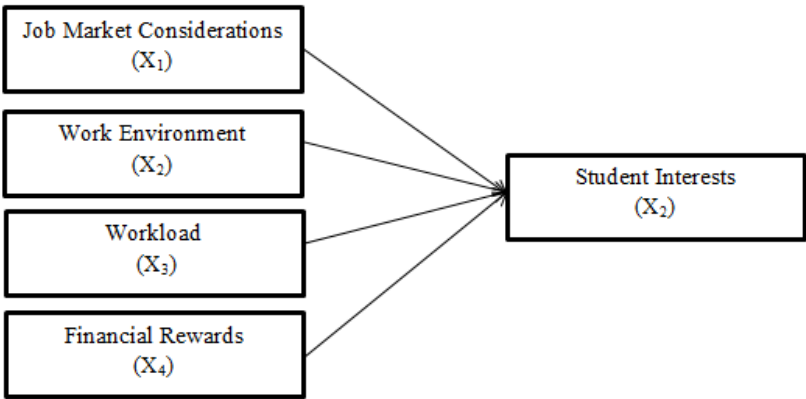 Job Market Considerations
(X₁)
Work Environment
(X₂)
Workload
(X₃)
Financial Rewards
(X₄)
Student Interests
(X₂)